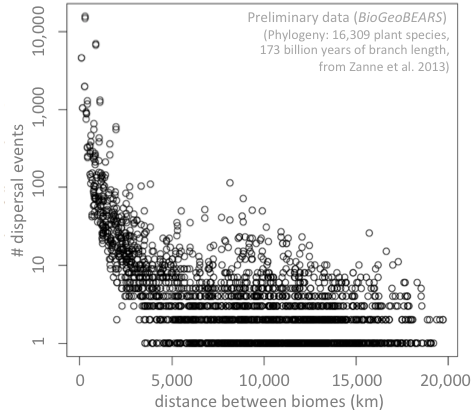 Preliminary data (BioGeoBEARS)
(Phylogeny: 16,309 plant species,
173 billion years of branch length,
from Zanne et al. 2013)
# dispersal events
10,000
1,000
100
10
1
0 5,000 10,000 15,000 20,000
distance between biomes (km)